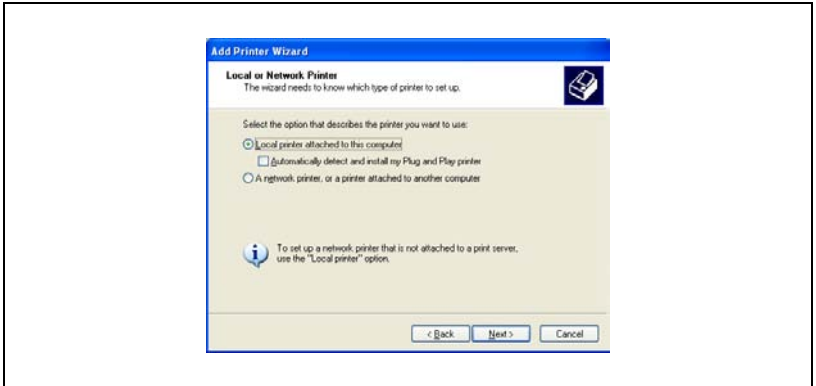 Add Printer Wizard
Local or Network Printer
The wizard needs to know which type of printer to set up.
Select the option that describes the printer you want to use:
Local printer attached to this computer
Automatically detect and install my Plug and Play printer
A network printer, or a printer attached to another computer
To set up a network printer that is not attached to a print server,
use the "Local printer" option.
< Back Next > Cancel